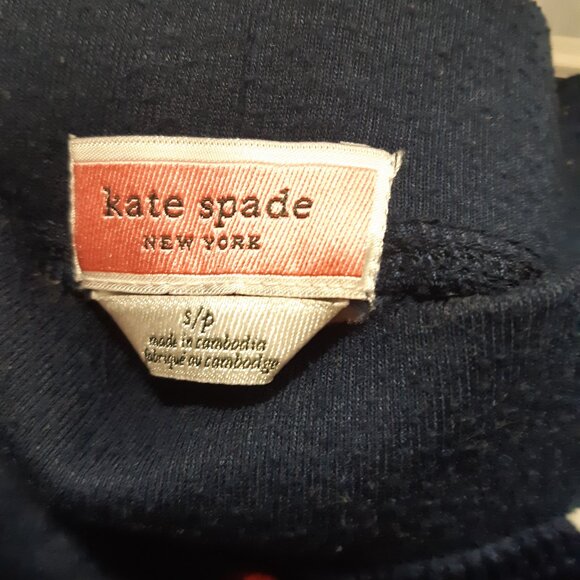 kate spade
NEW YORK
s/p
made in cambodia
fabriqué au cambodge